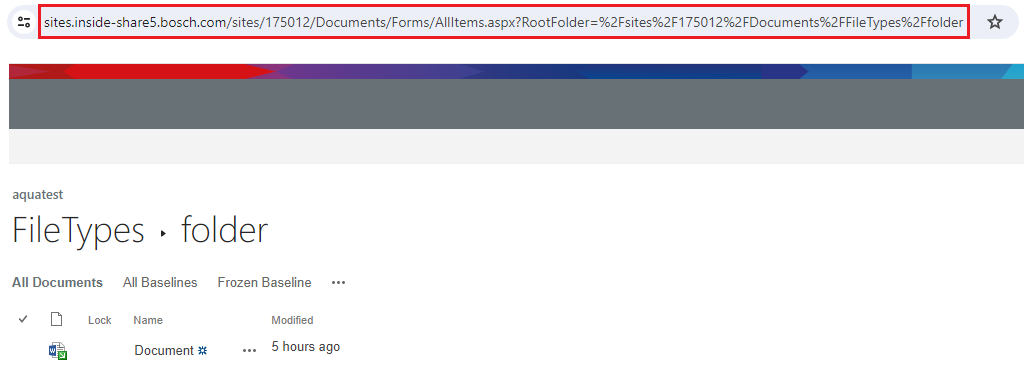 sites.inside-share5.bosch.com/sites/175012/Documents/Forms/AllItems.aspx?RootFolder=%2Fsites%2F175012%2FDocuments%2FFileTypes%2Ffolder
aquatest
FileTypes ▸ folder
All Documents All Baselines Frozen Baseline ···
Lock Name Modified
Document ··· 5 hours ago